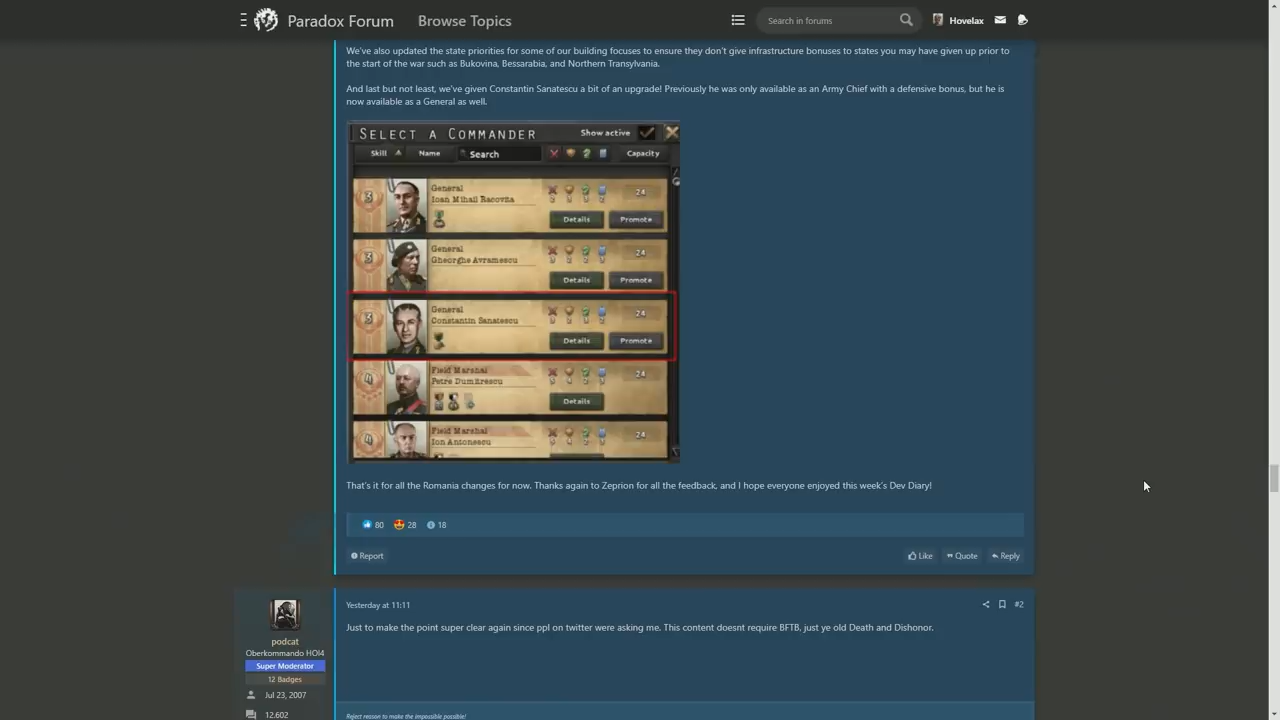 Paradox Forum
Browse Topics
Search in forums
Hovelax
We've also updated the state priorities for some of our building focuses to ensure they don't give infrastructure bonuses to states you may have given up prior to
the start of the war such as Bukovina, Bessarabia, and Northern Transylvania.
And last but not least, we've given Constantin Sanatescu a bit of an upgrade! Previously he was only available as an Army Chief with a defensive bonus, but he is
now available as a General as well.
SELECT A COMMANDER
Show active
Skill Name Search Capacity
3 General 24
Ioan Mihail Racovita
Details Promote
3 General 24
Gheorghe Avramescu
Details Promote
3 General 24
Constantin Sanatescu
Details Promote
4 Field Marshal 24
Petre Dumitrescu
Details
4 Field Marshal 24
Ion Antonescu
That's it for all the Romania changes for now. Thanks again to Zeprion for all the feedback, and I hope everyone enjoyed this week's Dev Diary!
80 28 18
Report
Like Quote Reply
Yesterday at 11:11
#2
podcat
Oberkommando HOI4
Super Moderator
12 Badges
Jul 23, 2007
12.602
Just to make the point super clear again since ppl on twitter were asking me. This content doesnt require BFTB, just ye old Death and Dishonor.
Reject reason to make the impossible possible!